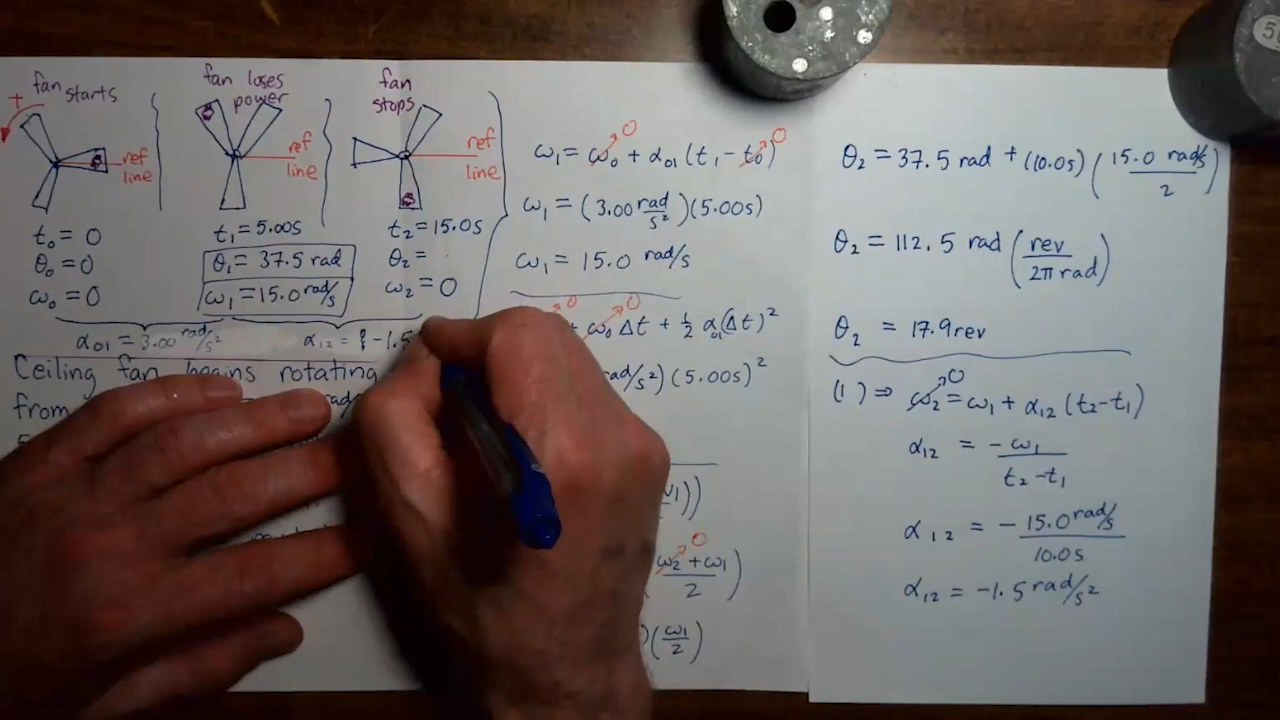 fan starts
+
ref
line
t₀ = 0
θ₀ = 0
ω₀ = 0
fan loses
power
ref
line
t₁ = 5.00s
θ₁ = 37.5 rad
ω₁ = 15.0 rad/s
fan
stops
ref
line
t₂ = 15.0s
θ₂ =
ω₂ = 0
α₀₁ = 3.00 rad/s²
α₁₂ = {-1.5
Ceiling fan begins rotating
from
ω₁ = ω₀ + α₀₁ (t₁ - t₀)
0
0
ω₁ = (3.00 rad/s²)(5.00s)
ω₁ = 15.0 rad/s
0
0
+ ω₀ Δt + ½ α₀₁(Δt)²
rad/s²)(5.00s)²
ω₁))
0
ω₂ + ω₁
2 )
(ω₁/2)
θ₂ = 37.5 rad + (10.0s) (15.0 rad/s / 2)
θ₂ = 112.5 rad (rev / 2π rad)
θ₂ = 17.9 rev
(1) ⇒ ω₂ = ω₁ + α₁₂ (t₂-t₁)
0
α₁₂ = -ω₁ / t₂-t₁
α₁₂ = - 15.0 rad/s / 10.0s
α₁₂ = -1.5 rad/s²